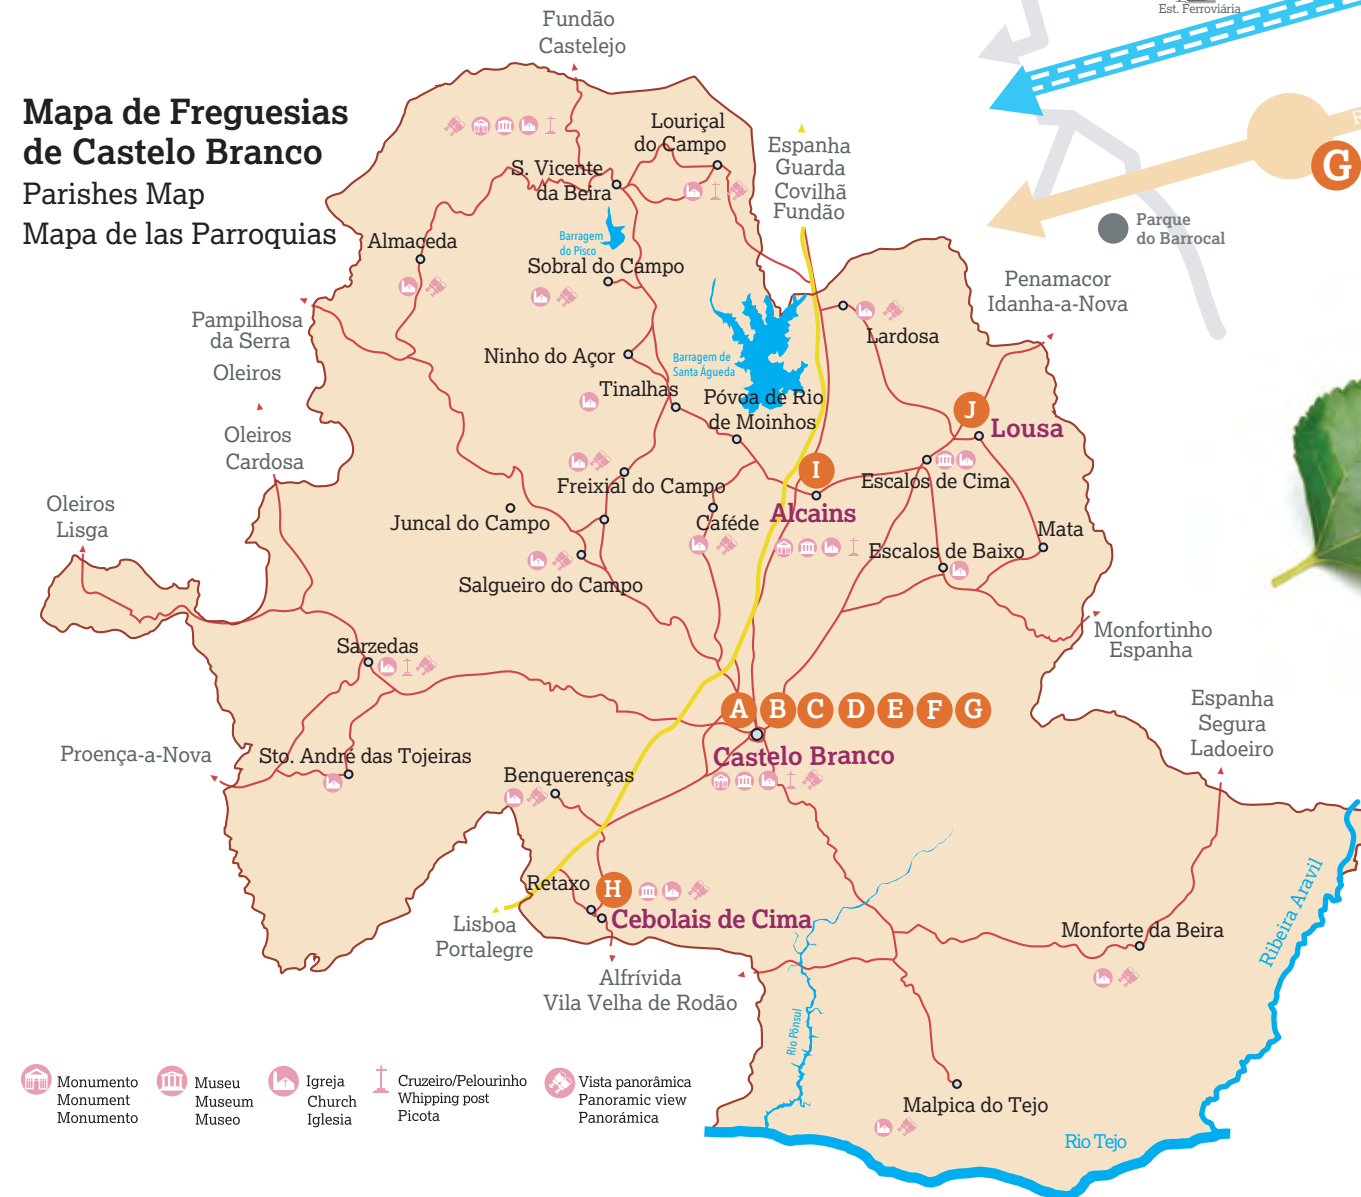 Est. Ferroviária
Fundão
Castelejo
Mapa de Freguesias
de Castelo Branco
Parishes Map
Mapa de las Parroquias
Louriçal
do Campo
Espanha
Guarda
Covilhã
Fundão
G
Parque
do Barrocal
S. Vicente
da Beira
Almaceda
Barragem
do Pisco
Sobral do Campo
Penamacor
Idanha-a-Nova
Pampilhosa
da Serra
Oleiros
Lardosa
Ninho do Açor
Barragem de
Santa Águeda
Tinalhas
Póvoa de Rio
de Moinhos
J
Lousa
Oleiros
Cardosa
I
Escalos de Cima
Freixial do Campo
Oleiros
Lisga
Juncal do Campo
Caféde
Alcains
Mata
Escalos de Baixo
Salgueiro do Campo
Monfortinho
Espanha
Sarzedas
Espanha
Segura
Ladoeiro
A B C D E F G
Castelo Branco
Proença-a-Nova
Sto. André das Tojeiras
Benquerenças
Retaxo
H
Cebolais de Cima
Lisboa
Portalegre
Monforte da Beira
Ribeira Aravil
Alfrívida
Vila Velha de Rodão
Rio Pônsul
Malpica do Tejo
Rio Tejo
Monumento
Monument
Monumento
Museu
Museum
Museo
Igreja
Church
Iglesia
Cruzeiro/Pelourinho
Whipping post
Picota
Vista panorâmica
Panoramic view
Panorámica